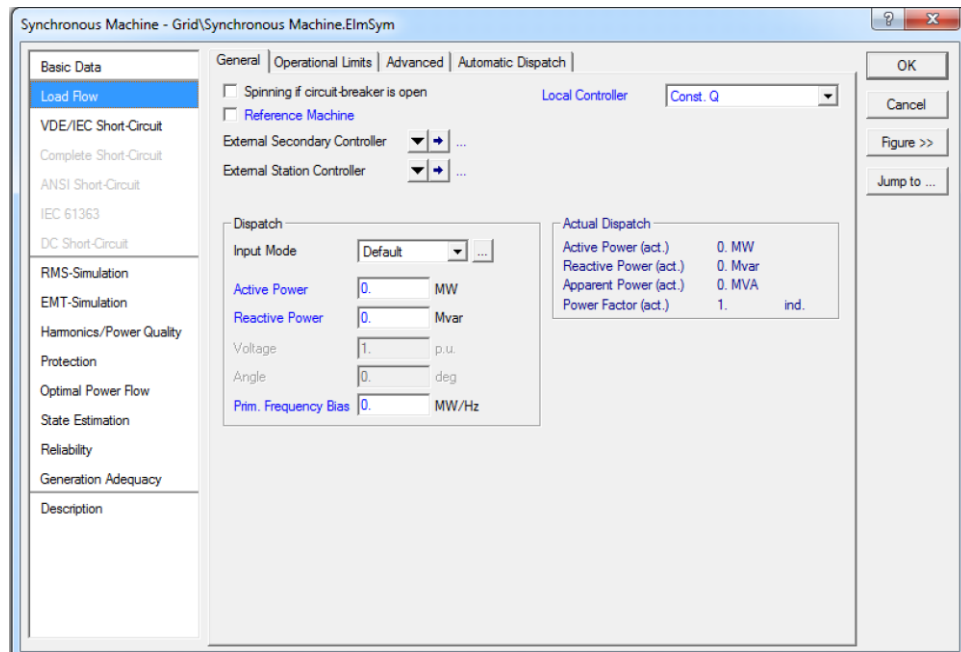 Synchronous Machine - Grid\Synchronous Machine.ElmSym
?
X
Basic Data
Load Flow
VDE/IEC Short-Circuit
Complete Short-Circuit
ANSI Short-Circuit
IEC 61363
DC Short-Circuit
RMS-Simulation
EMT-Simulation
Harmonics/Power Quality
Protection
Optimal Power Flow
State Estimation
Reliability
Generation Adequacy
Description
General Operational Limits Advanced Automatic Dispatch
Spinning if circuit-breaker is open
Reference Machine
Local Controller Const. Q
External Secondary Controller ...
External Station Controller ...
Dispatch
Input Mode Default ...
Active Power 0. MW
Reactive Power 0. Mvar
Voltage 1. p.u.
Angle 0. deg
Prim. Frequency Bias 0. MW/Hz
Actual Dispatch
Active Power (act.) 0. MW
Reactive Power (act.) 0. Mvar
Apparent Power (act.) 0. MVA
Power Factor (act.) 1. ind.
OK
Cancel
Figure >>
Jump to ...